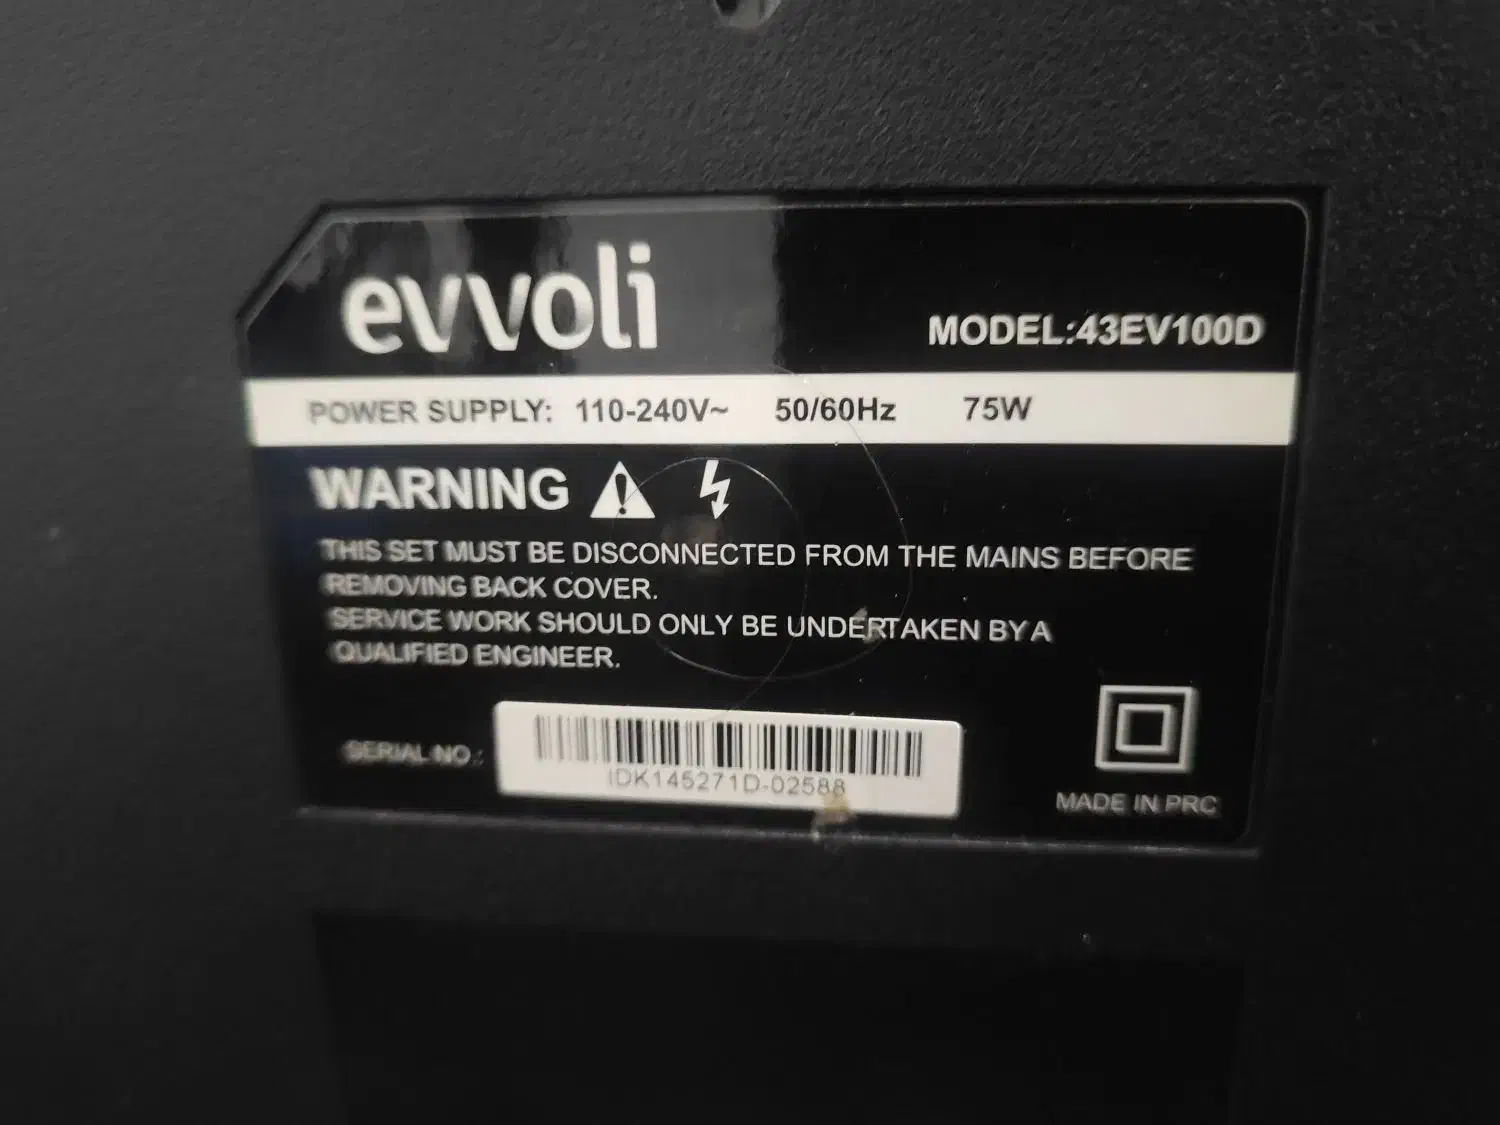 evvoli
MODEL:43EV100D
POWER SUPPLY: 110-240V~ 50/60Hz 75W
WARNING
THIS SET MUST BE DISCONNECTED FROM THE MAINS BEFORE
REMOVING BACK COVER.
SERVICE WORK SHOULD ONLY BE UNDERTAKEN BY A
QUALIFIED ENGINEER.
SERIAL NO.:
IDK145271D-02588
MADE IN PRC